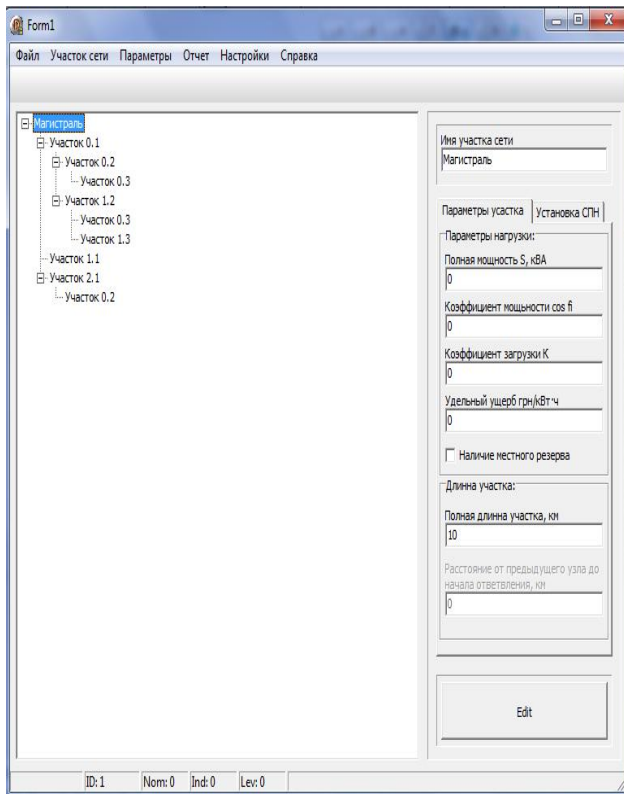 Form1
Файл Участок сети Параметры Отчет Настройки Справка
Магистраль
Участок 0.1
Участок 0.2
Участок 0.3
Участок 1.2
Участок 0.3
Участок 1.3
Участок 1.1
Участок 2.1
Участок 0.2
Имя участка сети
Магистраль
Параметры усастка Установка СПН
Параметры нагрузки:
Полная мощность S, кВА
0
Коэффициент мощьности cos fi
0
Коэффициент загрузки K
0
Удельный ущерб грн/кВт·ч
0
Наличие местного резерва
Длинна участка:
Полная длинна участка, км
10
Расстояние от предыдущего узла до
начала ответвления, км
0
Edit
ID: 1 Nom: 0 Ind: 0 Lev: 0